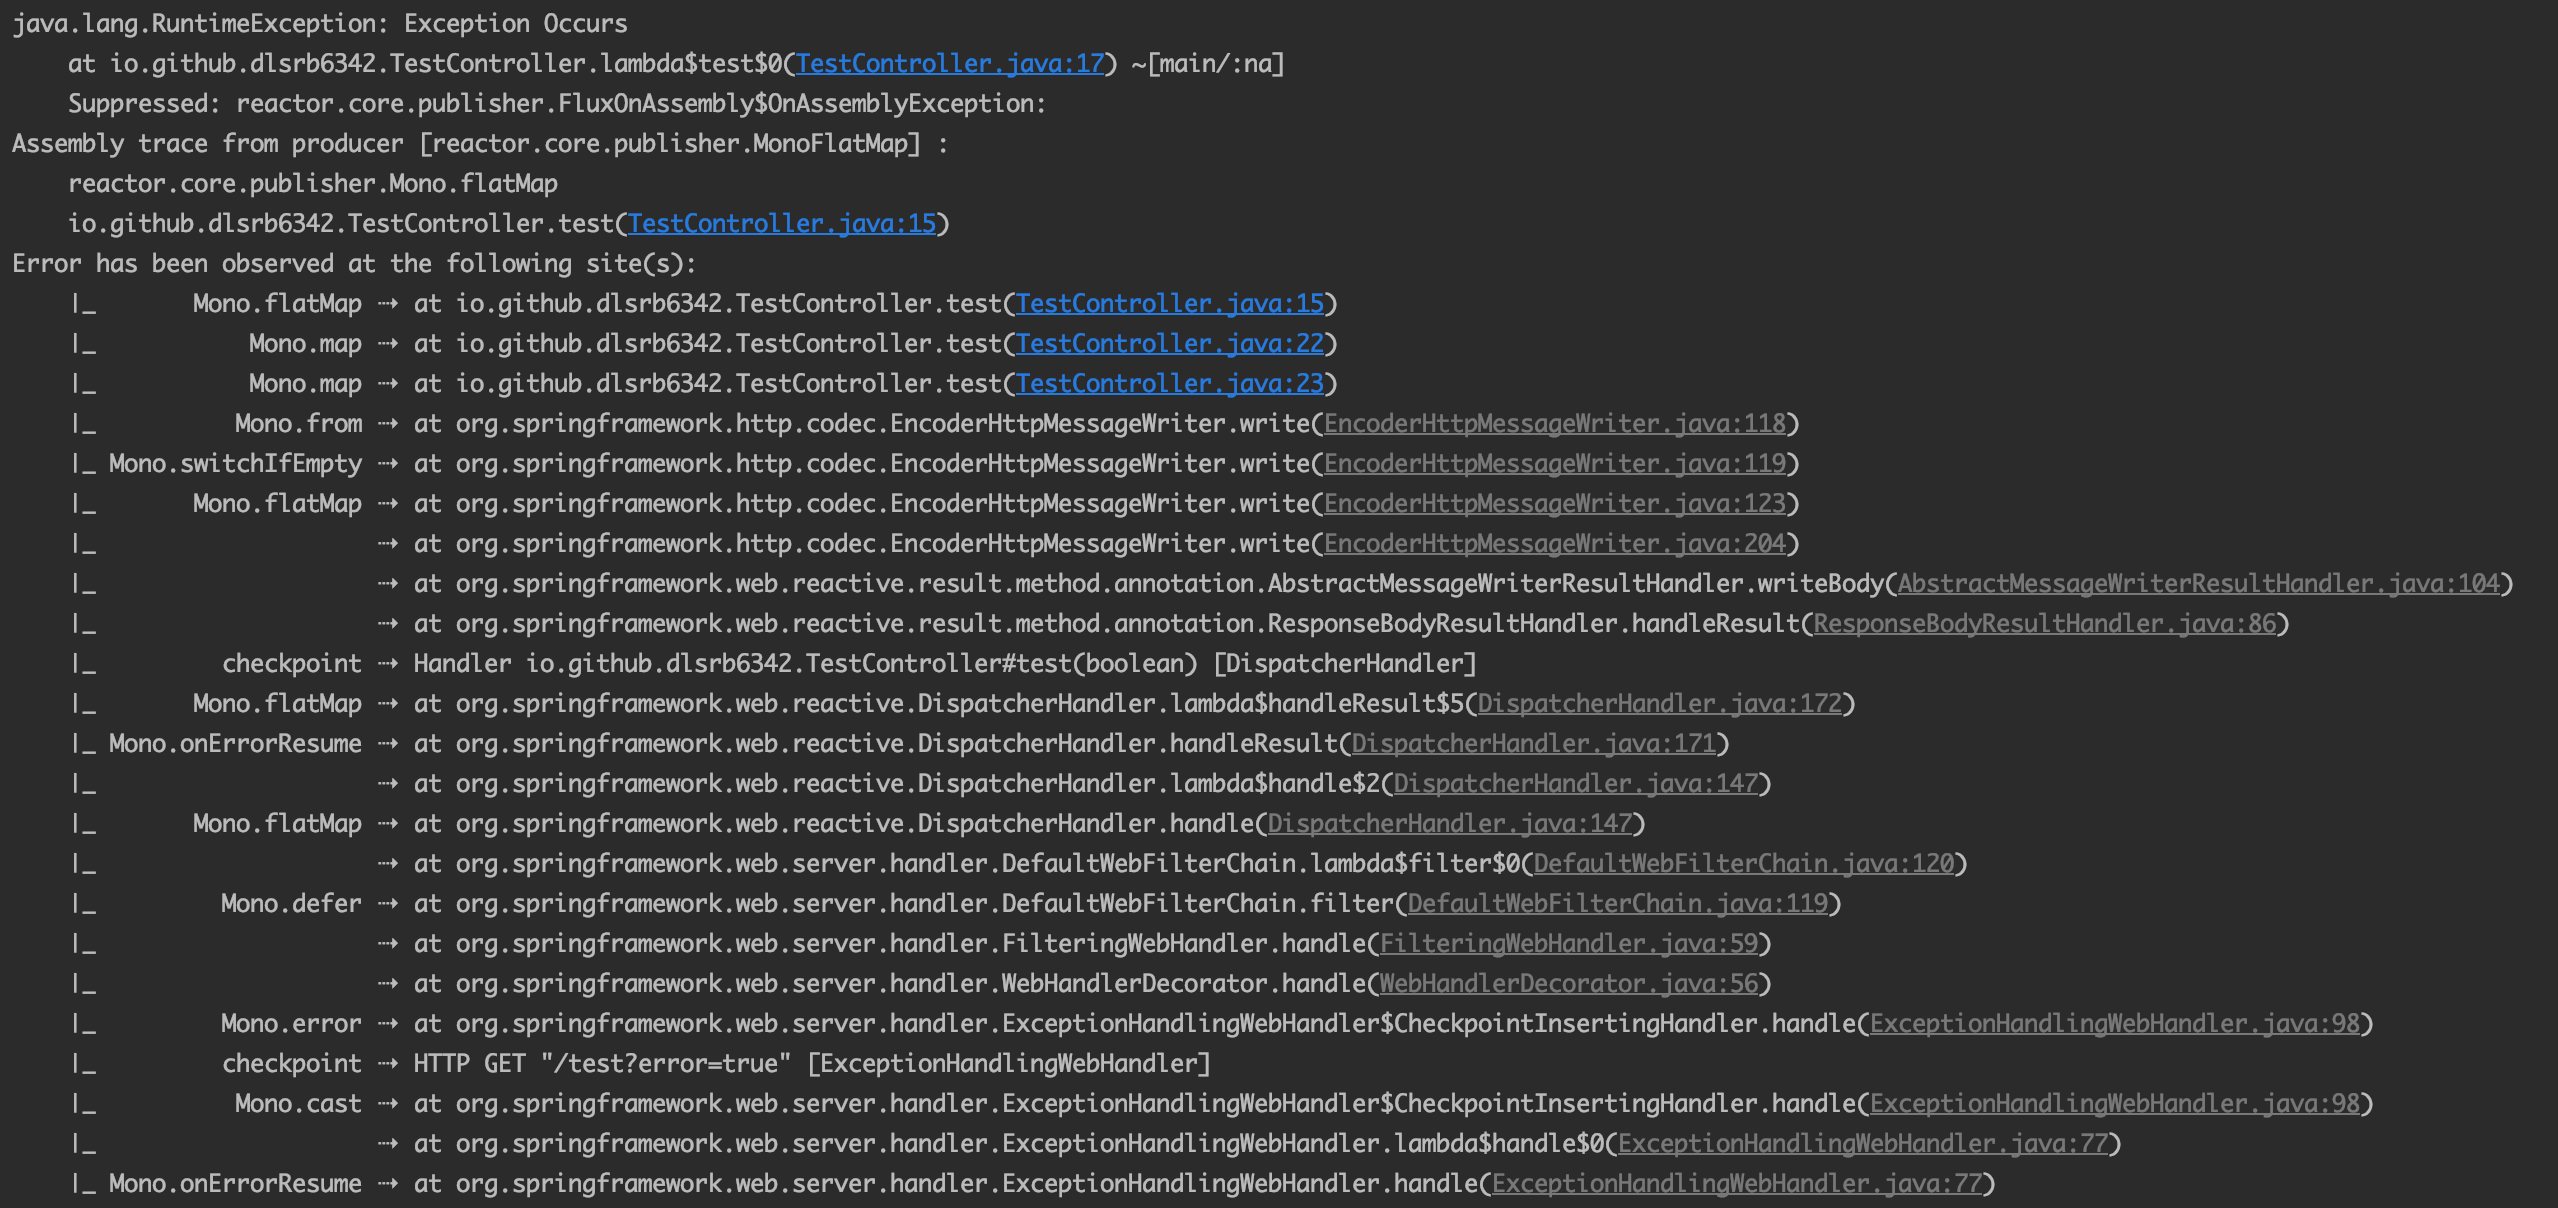 java.lang.RuntimeException: Exception Occurs
    at io.github.dlsrb6342.TestController.lambda$test$0(TestController.java:17) ~[main/:na]
    Suppressed: reactor.core.publisher.FluxOnAssembly$OnAssemblyException:
Assembly trace from producer [reactor.core.publisher.MonoFlatMap] :
    reactor.core.publisher.Mono.flatMap
    io.github.dlsrb6342.TestController.test(TestController.java:15)
Error has been observed at the following site(s):
    |_       Mono.flatMap ⇢ at io.github.dlsrb6342.TestController.test(TestController.java:15)
    |_           Mono.map ⇢ at io.github.dlsrb6342.TestController.test(TestController.java:22)
    |_           Mono.map ⇢ at io.github.dlsrb6342.TestController.test(TestController.java:23)
    |_          Mono.from ⇢ at org.springframework.http.codec.EncoderHttpMessageWriter.write(EncoderHttpMessageWriter.java:118)
    |_ Mono.switchIfEmpty ⇢ at org.springframework.http.codec.EncoderHttpMessageWriter.write(EncoderHttpMessageWriter.java:119)
    |_       Mono.flatMap ⇢ at org.springframework.http.codec.EncoderHttpMessageWriter.write(EncoderHttpMessageWriter.java:123)
    |_                    ⇢ at org.springframework.http.codec.EncoderHttpMessageWriter.write(EncoderHttpMessageWriter.java:204)
    |_                    ⇢ at org.springframework.web.reactive.result.method.annotation.AbstractMessageWriterResultHandler.writeBody(AbstractMessageWriterResultHandler.java:104)
    |_                    ⇢ at org.springframework.web.reactive.result.method.annotation.ResponseBodyResultHandler.handleResult(ResponseBodyResultHandler.java:86)
    |_         checkpoint ⇢ Handler io.github.dlsrb6342.TestController#test(boolean) [DispatcherHandler]
    |_       Mono.flatMap ⇢ at org.springframework.web.reactive.DispatcherHandler.lambda$handleResult$5(DispatcherHandler.java:172)
    |_ Mono.onErrorResume ⇢ at org.springframework.web.reactive.DispatcherHandler.handleResult(DispatcherHandler.java:171)
    |_                    ⇢ at org.springframework.web.reactive.DispatcherHandler.lambda$handle$2(DispatcherHandler.java:147)
    |_       Mono.flatMap ⇢ at org.springframework.web.reactive.DispatcherHandler.handle(DispatcherHandler.java:147)
    |_                    ⇢ at org.springframework.web.server.handler.DefaultWebFilterChain.lambda$filter$0(DefaultWebFilterChain.java:120)
    |_         Mono.defer ⇢ at org.springframework.web.server.handler.DefaultWebFilterChain.filter(DefaultWebFilterChain.java:119)
    |_                    ⇢ at org.springframework.web.server.handler.FilteringWebHandler.handle(FilteringWebHandler.java:59)
    |_                    ⇢ at org.springframework.web.server.handler.WebHandlerDecorator.handle(WebHandlerDecorator.java:56)
    |_         Mono.error ⇢ at org.springframework.web.server.handler.ExceptionHandlingWebHandler$CheckpointInsertingHandler.handle(ExceptionHandlingWebHandler.java:98)
    |_         checkpoint ⇢ HTTP GET "/test?error=true" [ExceptionHandlingWebHandler]
    |_          Mono.cast ⇢ at org.springframework.web.server.handler.ExceptionHandlingWebHandler$CheckpointInsertingHandler.handle(ExceptionHandlingWebHandler.java:98)
    |_                    ⇢ at org.springframework.web.server.handler.ExceptionHandlingWebHandler.lambda$handle$0(ExceptionHandlingWebHandler.java:77)
    |_ Mono.onErrorResume ⇢ at org.springframework.web.server.handler.ExceptionHandlingWebHandler.handle(ExceptionHandlingWebHandler.java:77)